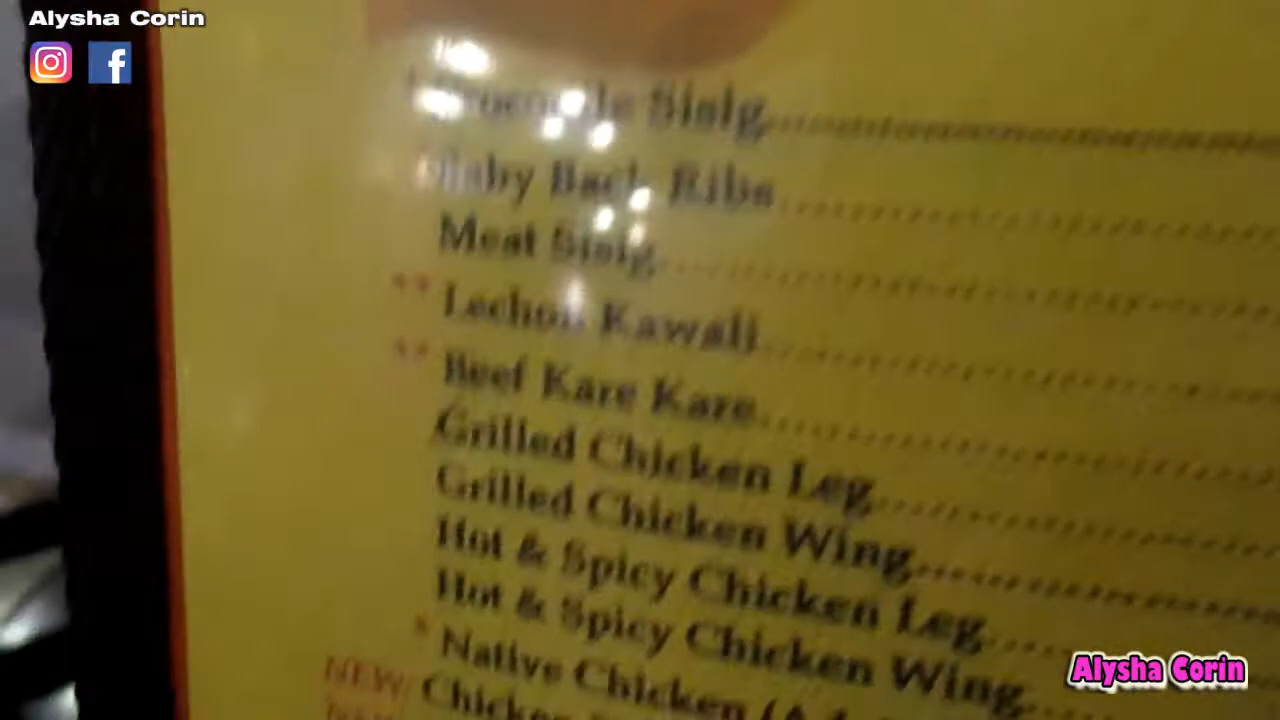 Alysha Corin
Crocodile Sisig
Baby Back Ribs
Meat Sisig
** Lechon Kawali
** Beef Kare Kare
Grilled Chicken Leg
Grilled Chicken Wing
Hot & Spicy Chicken Leg
Hot & Spicy Chicken Wing
* Native Chicken
NEW! Chicken
Alysha Corin